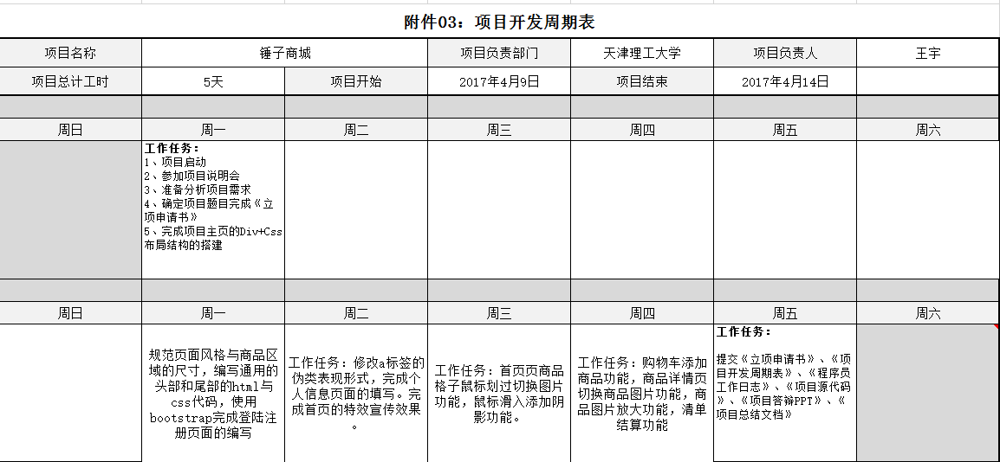 附件03：项目开发周期表
项目名称 锤子商城 项目负责部门 天津理工大学 项目负责人 王宇
项目总计工时 5天 项目开始 2017年4月9日 项目结束 2017年4月14日
周日 周一 周二 周三 周四 周五 周六
工作任务：
1、项目启动
2、参加项目说明会
3、准备分析项目需求
4、确定项目题目完成《立
项申请书》
5、完成项目主页的Div+Css
布局结构的搭建
周日 周一 周二 周三 周四 周五 周六
规范页面风格与商品区
域的尺寸，编写通用的
头部和尾部的html与
css代码，使用
bootstrap完成登陆注
册页面的编写
工作任务：修改a标签的
伪类表现形式，完成个
人信息页面的填写。完
成首页的特效宣传效果
。
工作任务：首页页商品
格子鼠标划过切换图片
功能，鼠标滑入添加阴
影功能。
工作任务：购物车添加
商品功能，商品详情页
切换商品图片功能，商
品图片放大功能，清单
结算功能
工作任务：
提交《立项申请书》、《项
目开发周期表》、《程序员
工作日志》、《项目源代码
》、《项目答辩PPT》、《
项目总结文档》